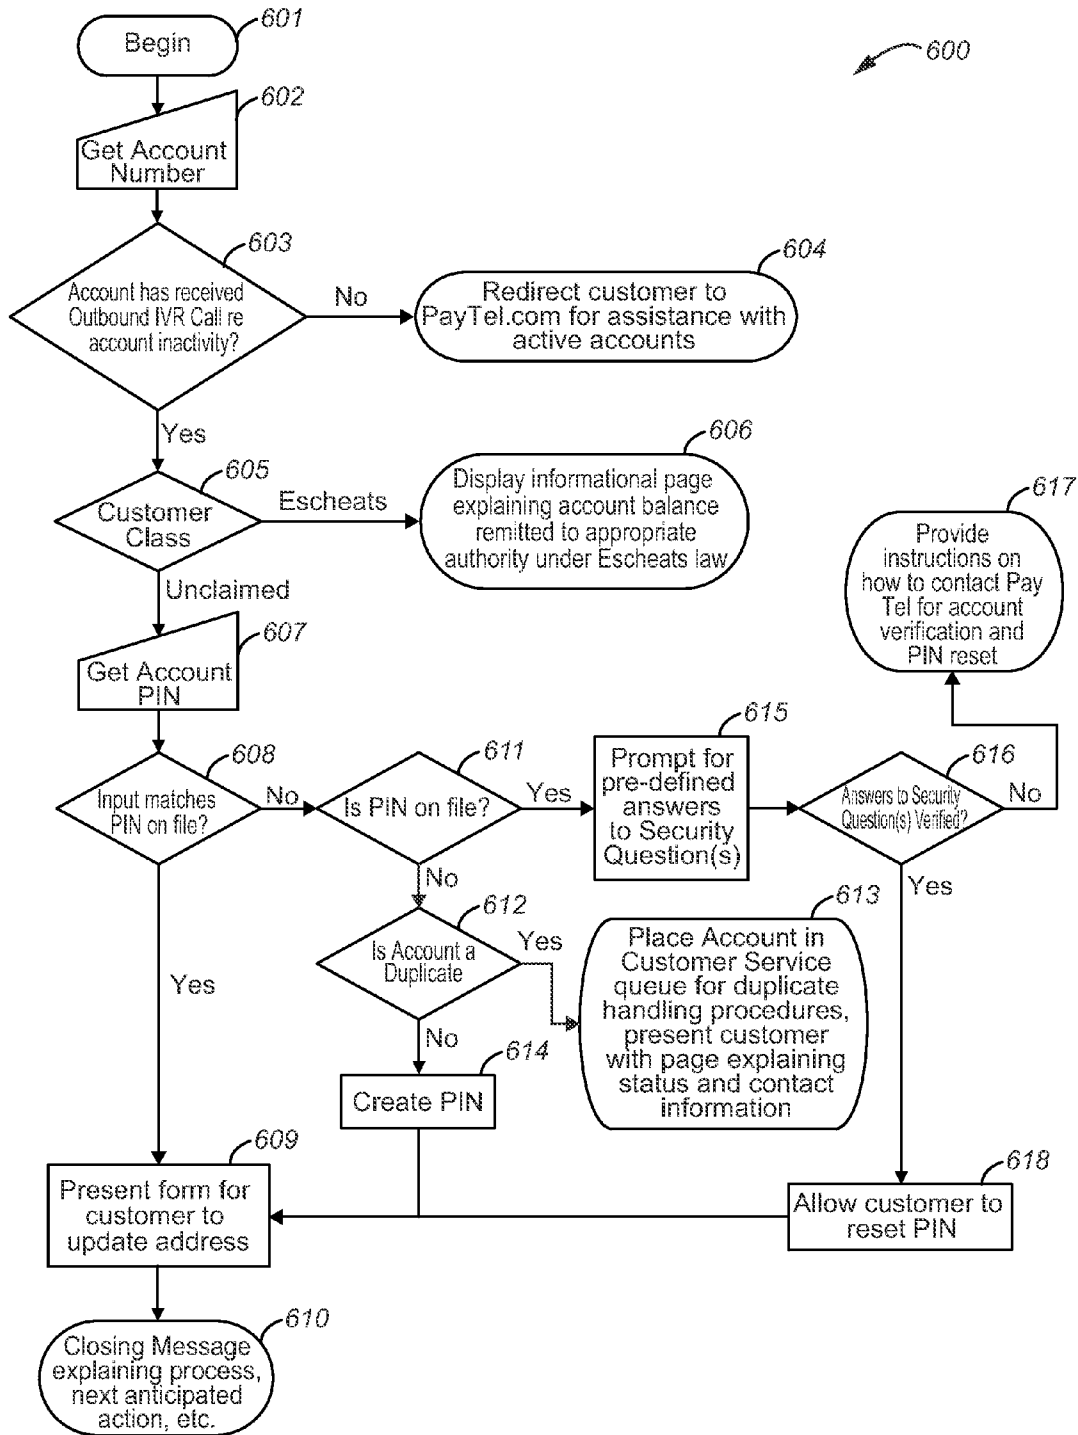 601
Begin
600
602
Get Account
Number
603
Account has received
Outbound IVR Call re
account inactivity?
No
604
Redirect customer to
PayTel.com for assistance with
active accounts
Yes
605
Customer
Class
Escheats
606
Display informational page
explaining account balance
remitted to appropriate
authority under Escheats law
617
Provide
instructions on
how to contact Pay
Tel for account
verification and
PIN reset
Unclaimed
607
Get Account
PIN
608
Input matches
PIN on file?
No
611
Is PIN on file?
Yes
615
Prompt for
pre-defined
answers
to Security
Question(s)
616
Answers to Security
Question(s) Verified?
No
No
Yes
612
Is Account a
Duplicate
Yes
613
Place Account in
Customer Service
queue for duplicate
handling procedures,
present customer
with page explaining
status and contact
information
Yes
No
614
Create PIN
609
Present form for
customer to
update address
618
Allow customer to
reset PIN
610
Closing Message
explaining process,
next anticipated
action, etc.